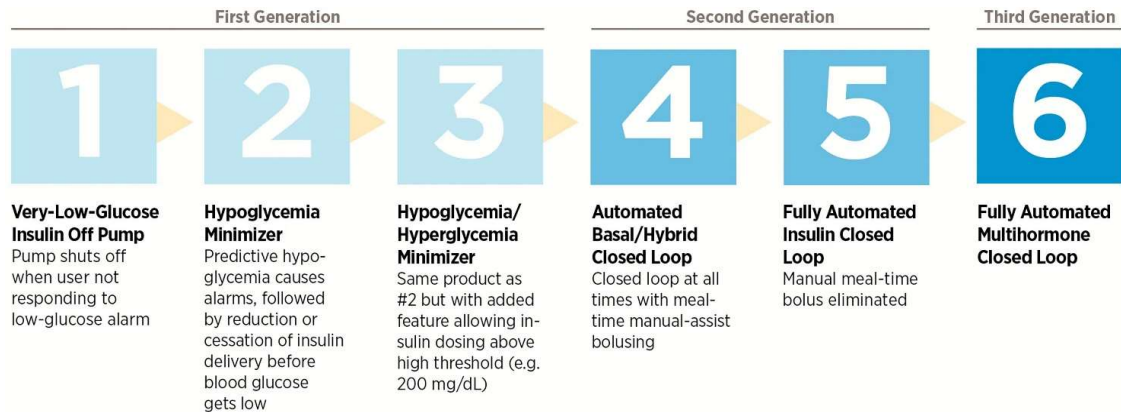 First Generation
Second Generation
Third Generation
1
2
3
4
5
6
Very-Low-Glucose
Insulin Off Pump
Pump shuts off
when user not
responding to
low-glucose alarm
Hypoglycemia
Minimizer
Predictive hypo-
glycemia causes
alarms, followed
by reduction or
cessation of insulin
delivery before
blood glucose
gets low
Hypoglycemia/
Hyperglycemia
Minimizer
Same product as
#2 but with added
feature allowing in-
sulin dosing above
high threshold (e.g.
200 mg/dL)
Automated
Basal/Hybrid
Closed Loop
Closed loop at all
times with meal-
time manual-assist
bolusing
Fully Automated
Insulin Closed
Loop
Manual meal-time
bolus eliminated
Fully Automated
Multihormone
Closed Loop